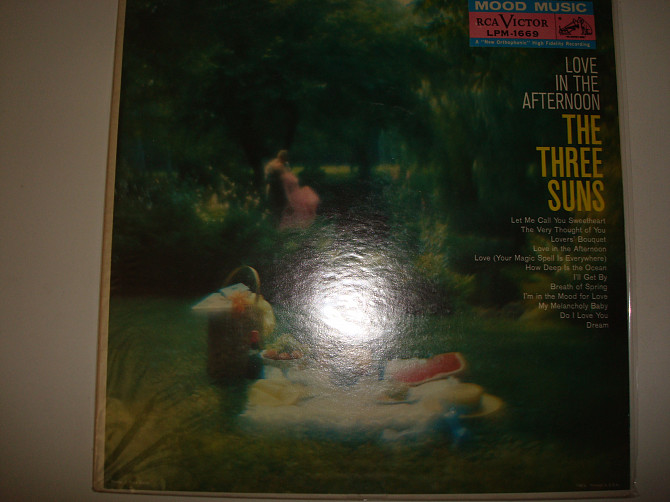 MOOD MUSIC
RCA VICTOR
LPM-1669
A "New Orthophonic" High Fidelity Recording
LOVE
IN THE
AFTERNOON
THE
THREE
SUNS
Let Me Call You Sweetheart
The Very Thought of You
Lovers' Bouquet
Love in the Afternoon
Love (Your Magic Spell Is Everywhere)
How Deep Is the Ocean
I'll Get By
Breath of Spring
I'm in the Mood for Love
My Melancholy Baby
Do I Love You
Dream